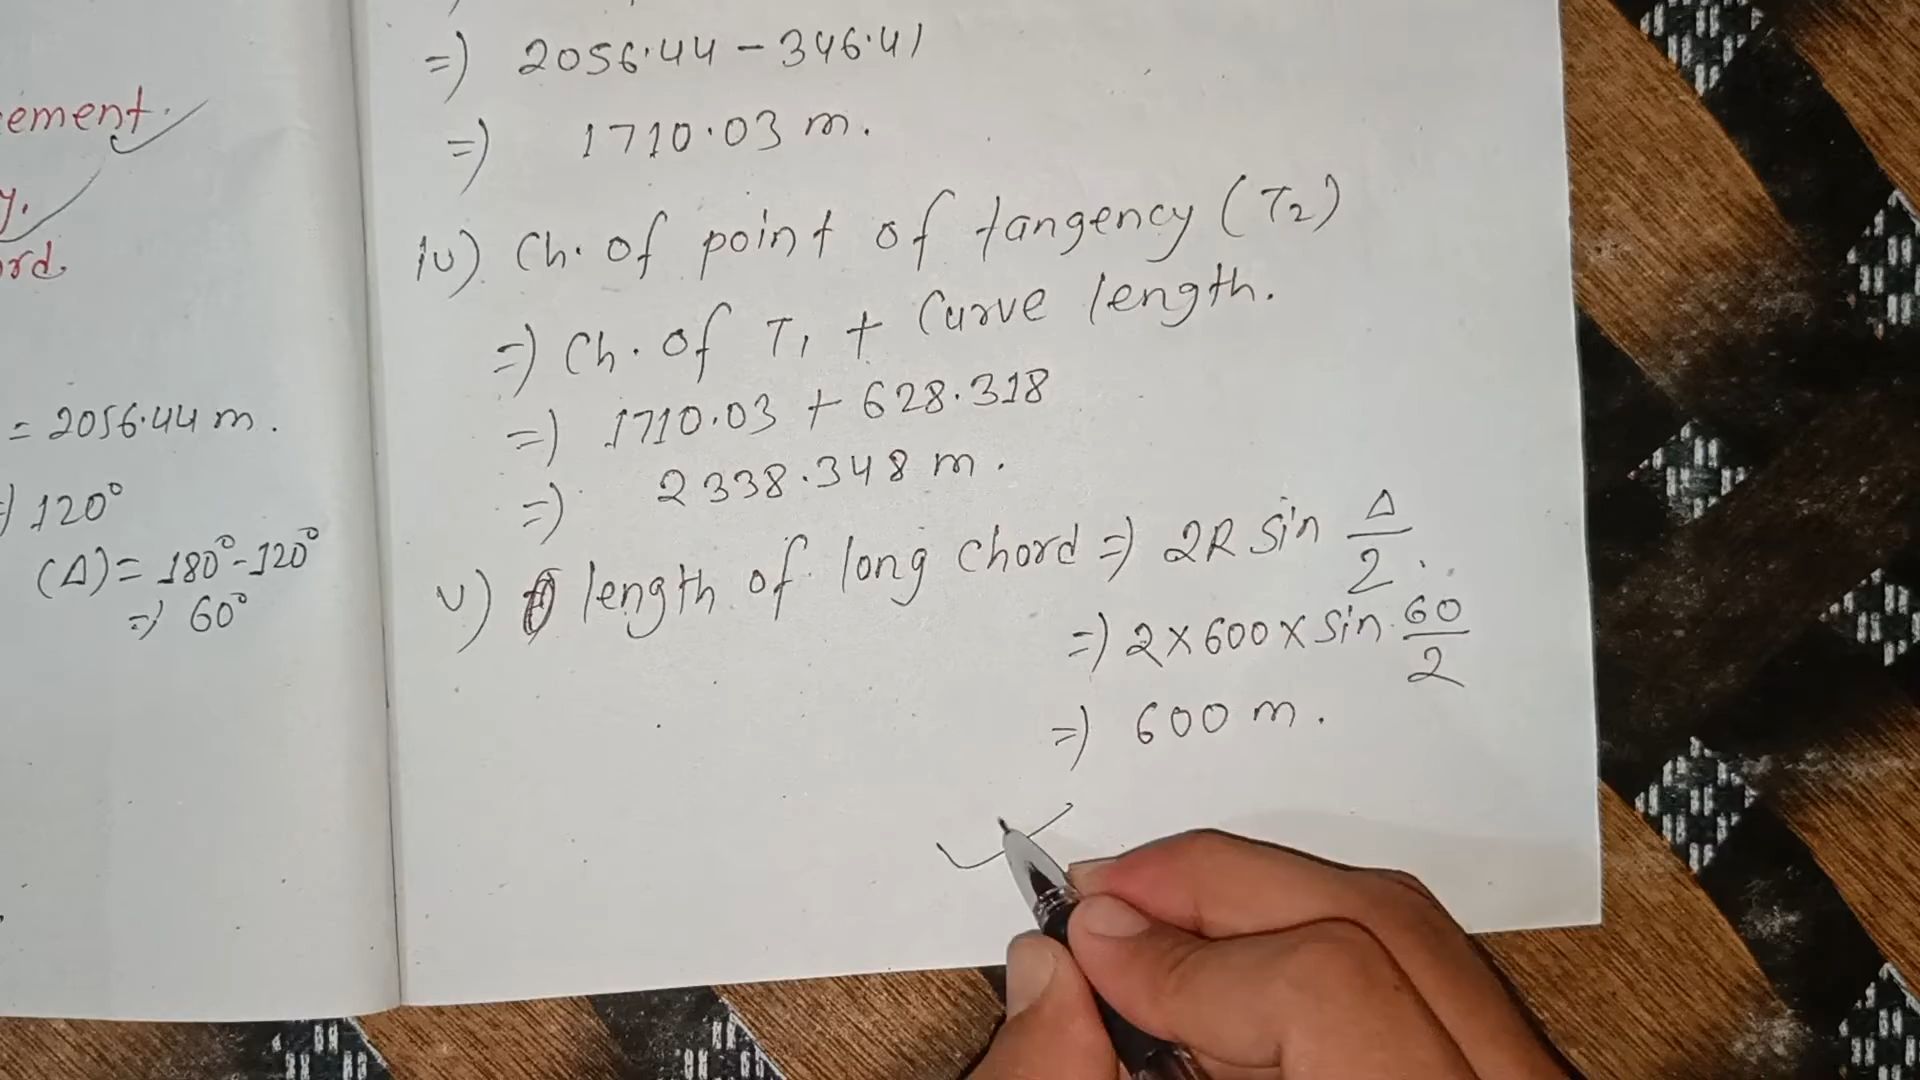 ement.
y.
ord.
= 2056.44 m.
=) 120°
(Δ) = 180° - 120°
=) 60°
=) 2056.44 - 346.41
=) 1710.03 m.
iv) Ch. of point of tangency (T₂)
=) Ch. of T₁ + Curve length.
=) 1710.03 + 628.318
=) 2338.348 m.
v) length of long chord =) 2R Sin Δ/2.
=) 2 x 600 x Sin 60/2
=) 600 m.